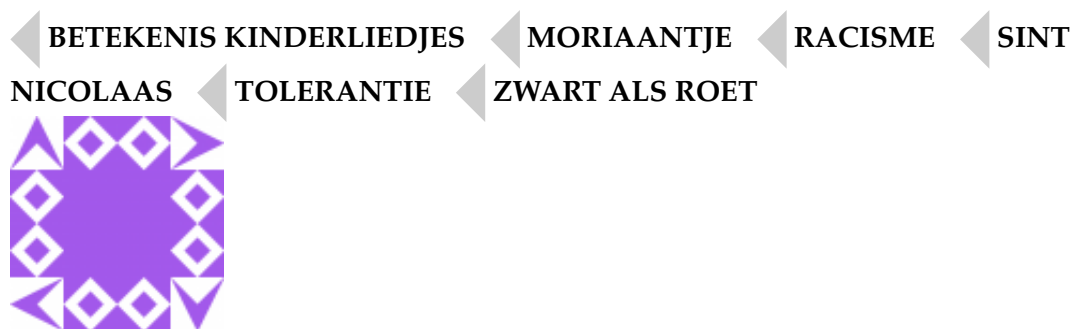 BETEKENIS KINDERLIEDJES MORIAANTJE RACISME SINT
NICOLAAS TOLERANTIE ZWART ALS ROET